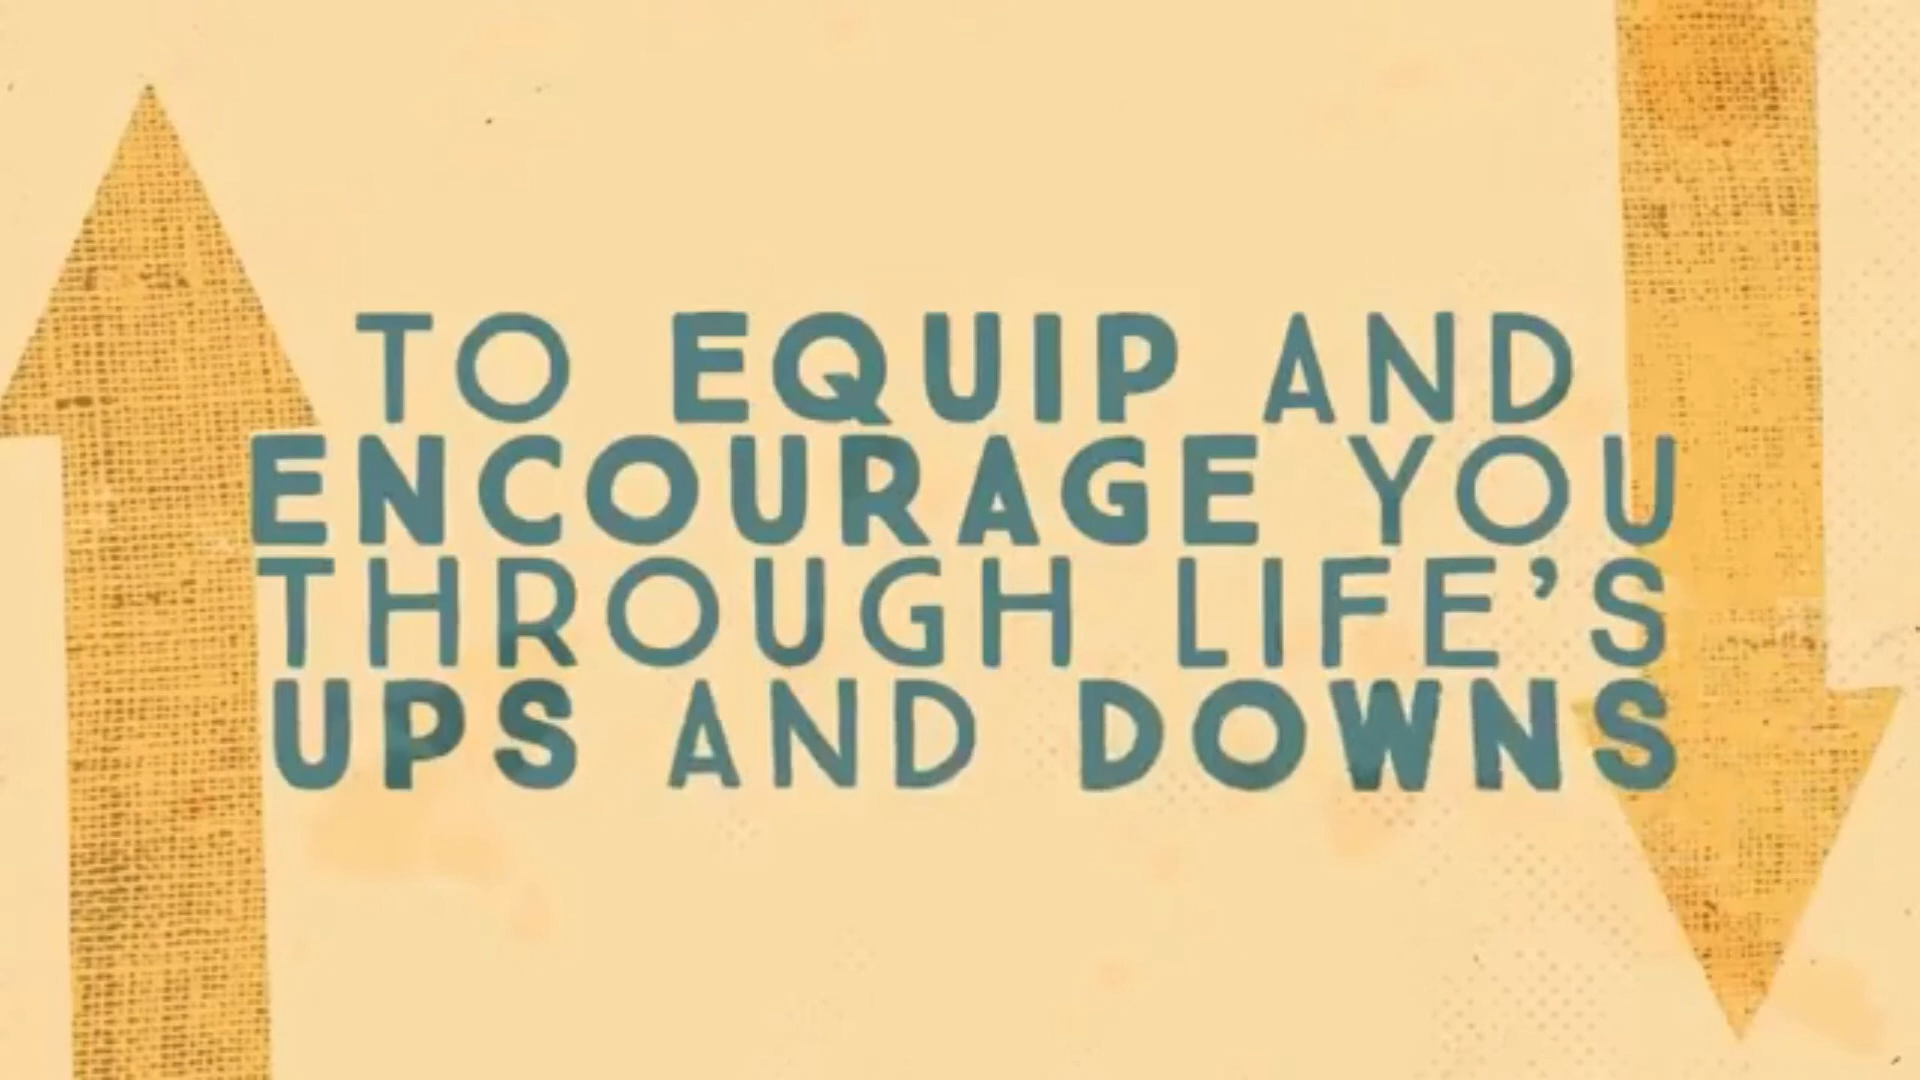 TO EQUIP AND
ENCOURAGE YOU
THROUGH LIFE’S
UPS AND DOWNS